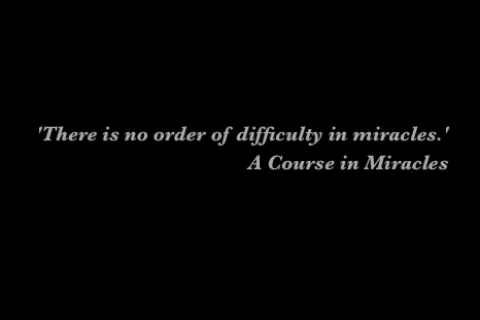 'There is no order of difficulty in miracles.'
A Course in Miracles